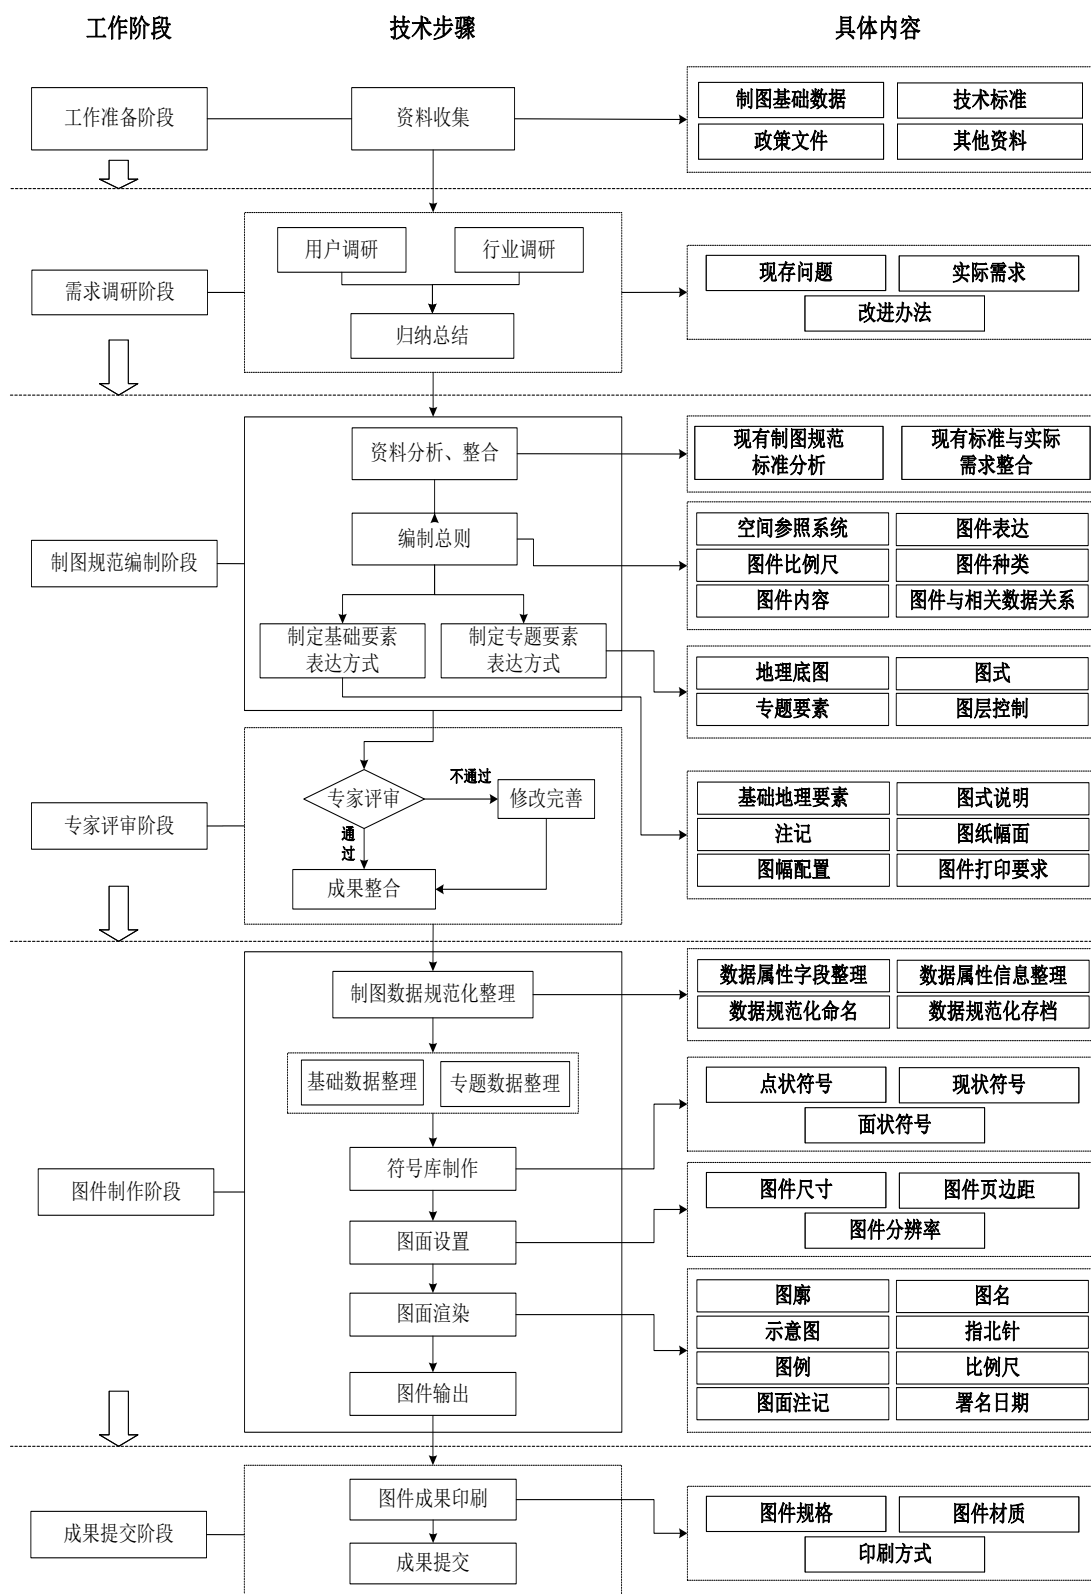 工作阶段
技术步骤
具体内容
工作准备阶段
资料收集
制图基础数据
技术标准
政策文件
其他资料
需求调研阶段
用户调研
行业调研
归纳总结
现存问题
实际需求
改进办法
制图规范编制阶段
资料分析、整合
现有制图规范
标准分析
现有标准与实际
需求整合
编制总则
空间参照系统
图件表达
图件比例尺
图件种类
图件内容
图件与相关数据关系
制定基础要素
表达方式
制定专题要素
表达方式
地理底图
图式
专题要素
图层控制
专家评审阶段
专家评审
不通过
修改完善
通
过
成果整合
基础地理要素
图式说明
注记
图纸幅面
图幅配置
图件打印要求
图件制作阶段
制图数据规范化整理
数据属性字段整理
数据属性信息整理
数据规范化命名
数据规范化存档
基础数据整理
专题数据整理
符号库制作
点状符号
现状符号
面状符号
图面设置
图件尺寸
图件页边距
图件分辨率
图面渲染
图廓
图名
示意图
指北针
图例
比例尺
图面注记
署名日期
图件输出
成果提交阶段
图件成果印刷
成果提交
图件规格
图件材质
印刷方式